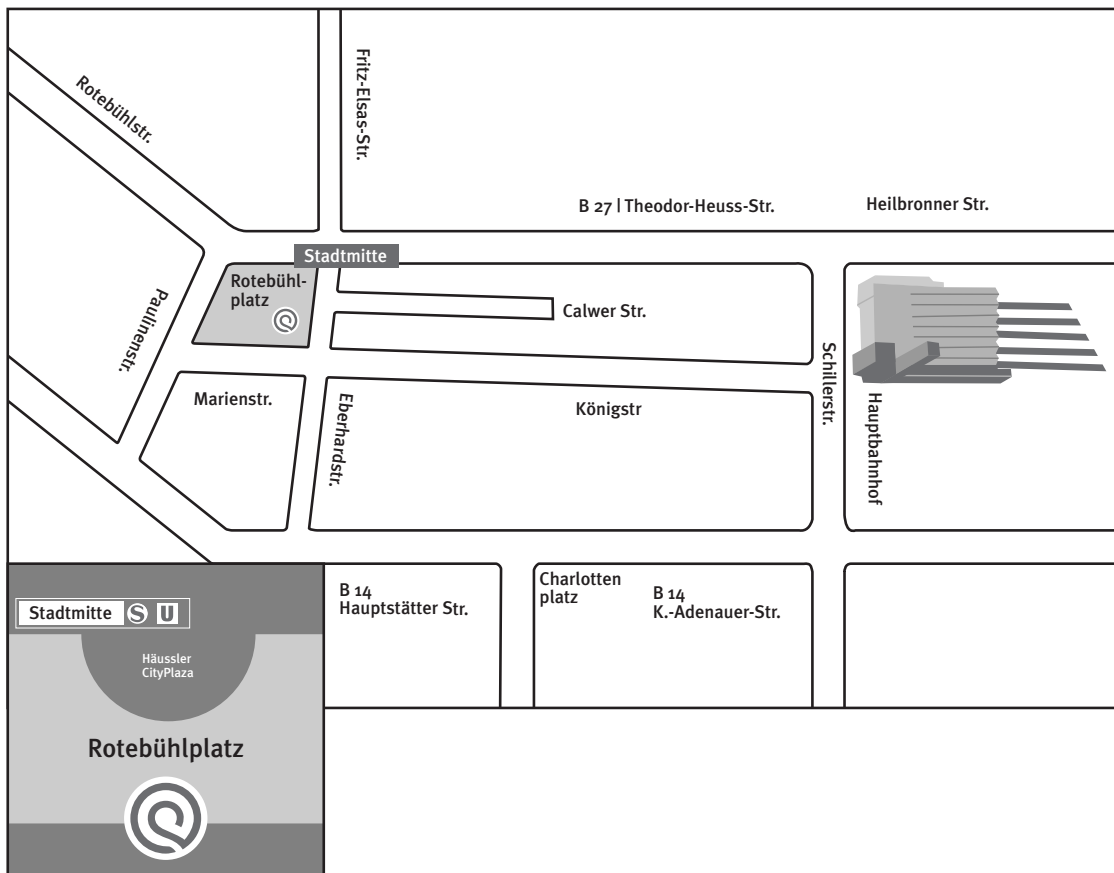 Rotebühlstr.
Fritz-Elsas-Str.
B 27 | Theodor-Heuss-Str.
Heilbronner Str.
Stadtmitte
Rotebühl-
platz
Paulinenstr.
Calwer Str.
Schillerstr.
Hauptbahnhof
Marienstr.
Eberhardstr.
Königstr
B 14
Hauptstätter Str.
Charlotten
platz
B 14
K.-Adenauer-Str.
Stadtmitte S U
Häussler
CityPlaza
Rotebühlplatz